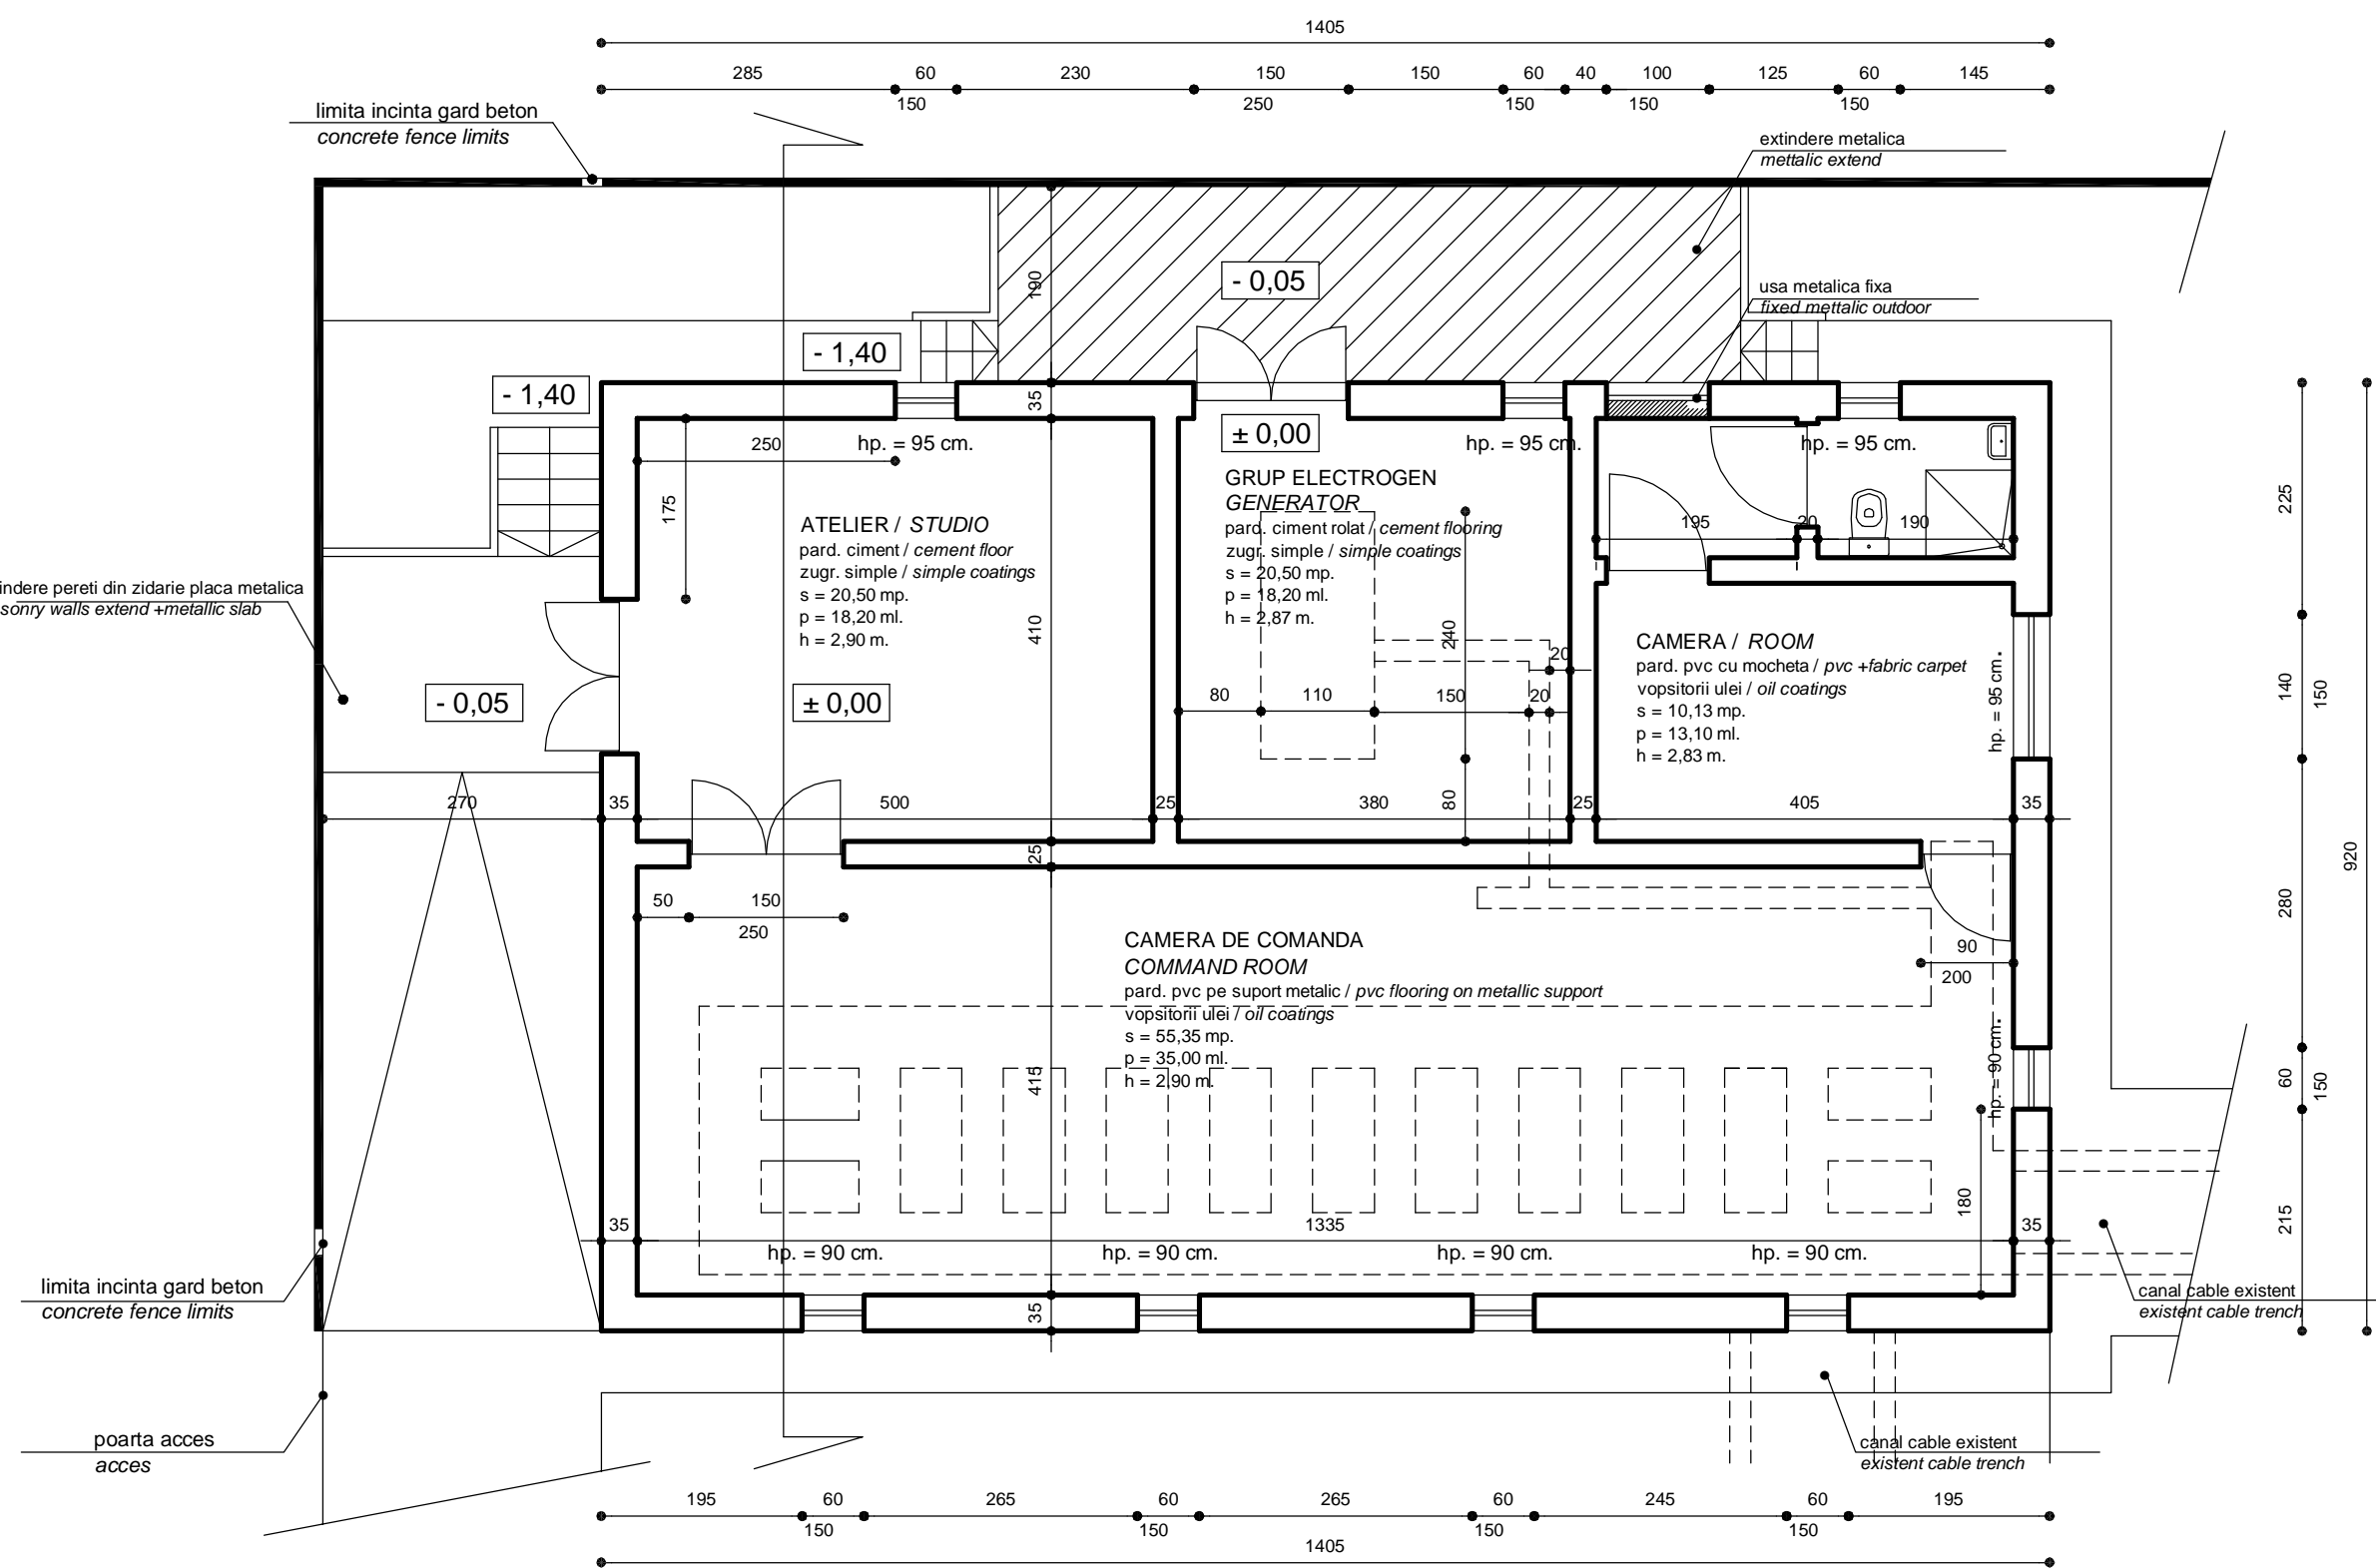 1405
285 60 230 150 150 60 40 100 125 60 145
150 250 150 150 150
limita incinta gard beton
concrete fence limits
extindere metalica
mettalic extend
190
- 0,05
usa metalica fixa
fixed mettalic outdoor
- 1,40
- 1,40
35
± 0,00
250
hp. = 95 cm.
hp. = 95 cm.
hp. = 95 cm.
175
GRUP ELECTROGEN
GENERATOR
pard. ciment rolat / cement flooring
zugr. simple / simple coatings
s = 20,50 mp.
p = 18,20 ml.
h = 2,87 m.
ATELIER / STUDIO
pard. ciment / cement floor
zugr. simple / simple coatings
s = 20,50 mp.
p = 18,20 ml.
h = 2,90 m.
195 20 190
225
indere pereti din zidarie placa metalica
sonry walls extend +metallic slab
410
240
20
CAMERA / ROOM
pard. pvc cu mocheta / pvc +fabric carpet
vopsitorii ulei / oil coatings
s = 10,13 mp.
p = 13,10 ml.
h = 2,83 m.
hp. = 95 cm.
140
150
- 0,05
± 0,00
80 110 150 20
270 35 500 25 380 25 405 35
80
25
920
50 150
250
280
90
200
CAMERA DE COMANDA
COMMAND ROOM
pard. pvc pe suport metalic / pvc flooring on metallic support
vopsitorii ulei / oil coatings
s = 55,35 mp.
p = 35,00 ml.
h = 2,90 m.
415
hp. = 90 cm.
60
150
180
215
35 1335 35
hp. = 90 cm. hp. = 90 cm. hp. = 90 cm. hp. = 90 cm.
35
limita incinta gard beton
concrete fence limits
canal cable existent
existent cable trench
poarta acces
acces
canal cable existent
existent cable trench
195 60 265 60 265 60 245 60 195
150 150 150 150
1405